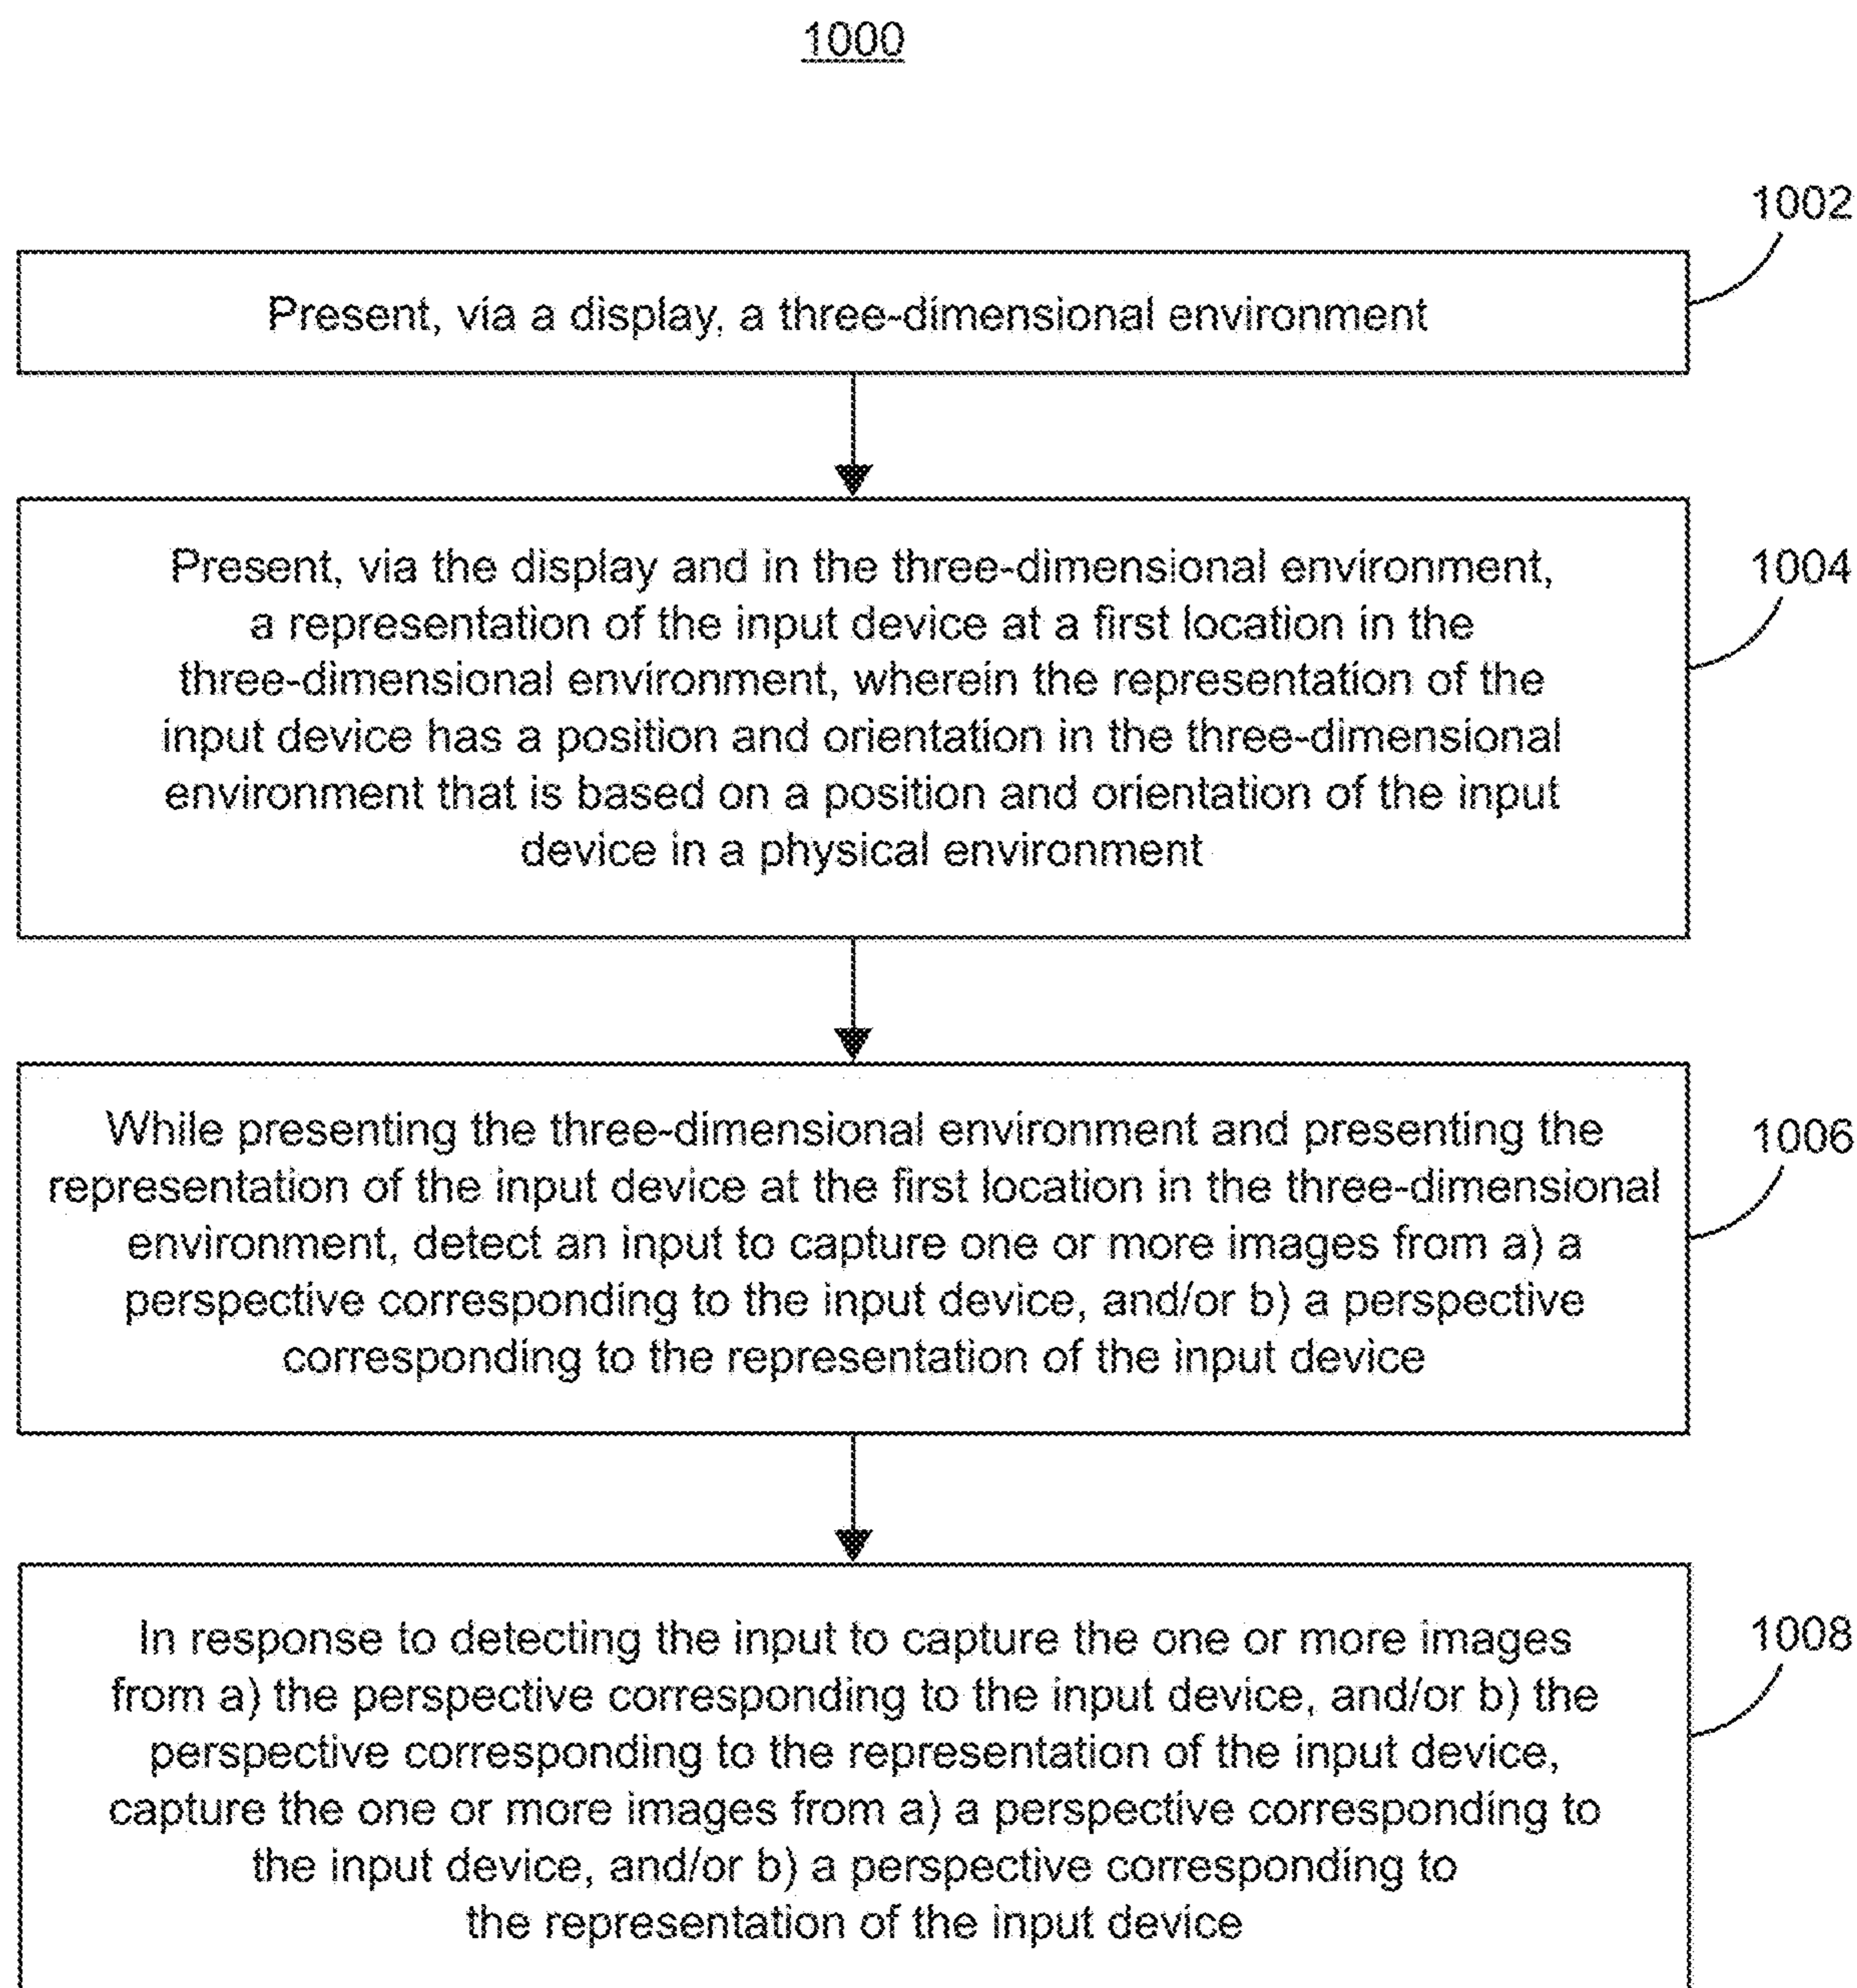 1000
1002
Present, via a display, a three-dimensional environment
Present, via the display and in the three-dimensional environment,
a representation of the input device at a first location in the
three-dimensional environment, wherein the representation of the
input device has a position and orientation in the three-dimensional
environment that is based on a position and orientation of the input
device in a physical environment
1004
While presenting the three-dimensional environment and presenting the
representation of the input device at the first location in the three-dimensional
environment, detect an input to capture one or more images from a) a
perspective corresponding to the input device, and/or b) a perspective
corresponding to the representation of the input device
1006
In response to detecting the input to capture the one or more images
from a) the perspective corresponding to the input device, and/or b) the
perspective corresponding to the representation of the input device,
capture the one or more images from a) a perspective corresponding to
the input device, and/or b) a perspective corresponding to
the representation of the input device
1008